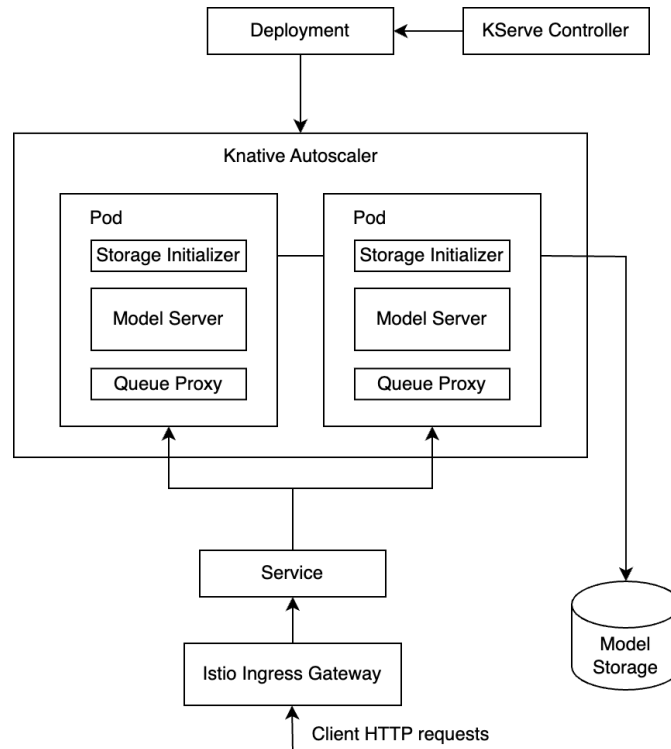 Deployment
KServe Controller
Knative Autoscaler
Pod
Storage Initializer
Model Server
Queue Proxy
Pod
Storage Initializer
Model Server
Queue Proxy
Service
Model
Storage
Istio Ingress Gateway
Client HTTP requests